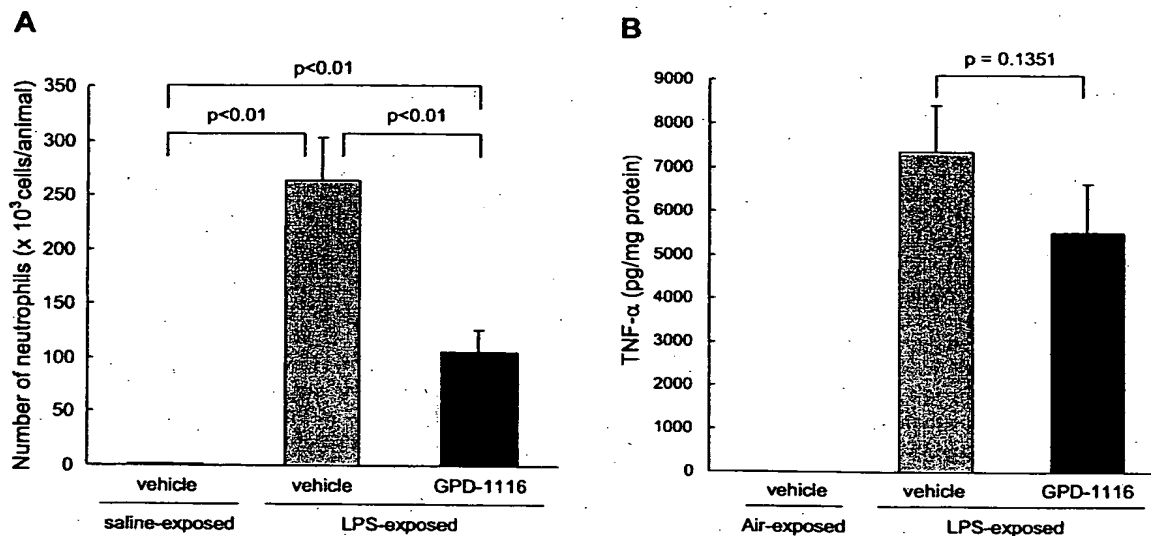 A
p<0.01
p<0.01 p<0.01
Number of neutrophils (x 10³cells/animal)
350
300
250
200
150
100
50
0
vehicle vehicle GPD-1116
saline-exposed LPS-exposed
B
p = 0.1351
TNF-α (pg/mg protein)
9000
8000
7000
6000
5000
4000
3000
2000
1000
0
vehicle vehicle GPD-1116
Air-exposed LPS-exposed